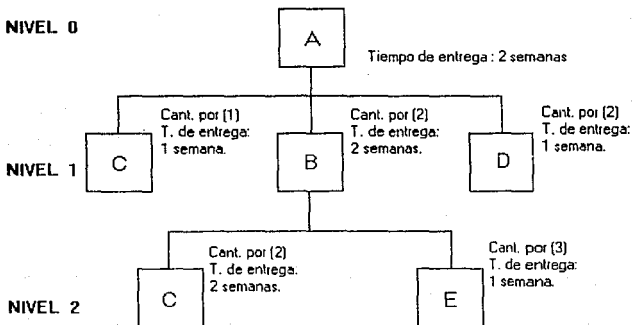 NIVEL 0
A
Tiempo de entrega : 2 semanas
Cant. por (1)
T. de entrega:
1 semana.
Cant. por (2)
T. de entrega:
2 semanas.
Cant. por (2)
T. de entrega:
1 semana.
NIVEL 1
C
B
D
Cant. por (2)
T. de entrega:
2 semanas.
Cant. por (3)
T. de entrega:
1 semana.
NIVEL 2
C
E